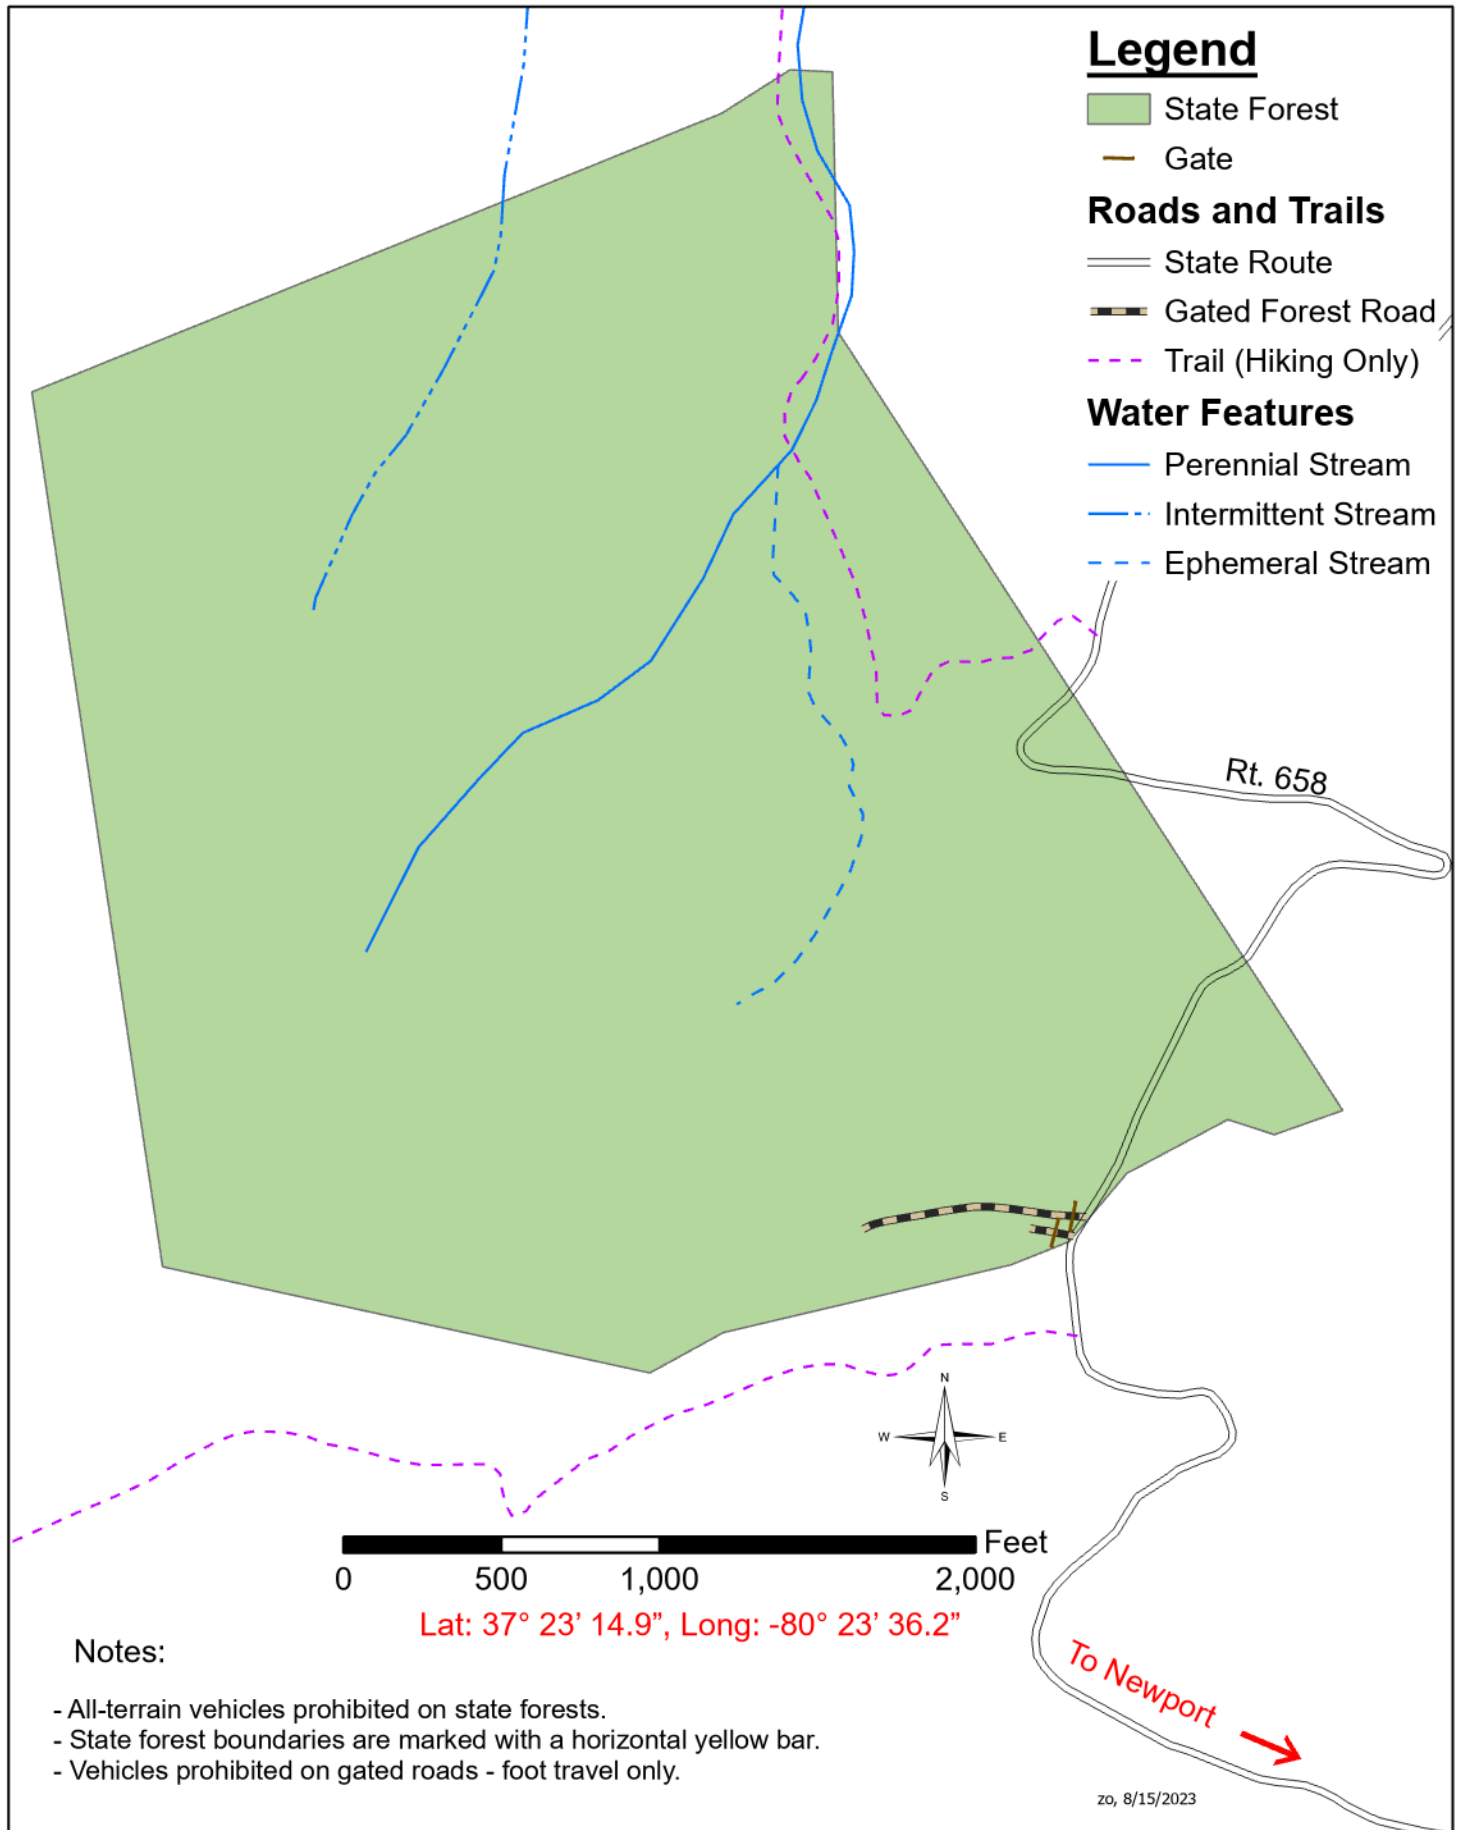 Legend
State Forest
Gate
Roads and Trails
State Route
Gated Forest Road
Trail (Hiking Only)
Water Features
Perennial Stream
Intermittent Stream
Ephemeral Stream
Rt. 658
N
W E
S
Feet
0 500 1,000 2,000
Lat: 37° 23’ 14.9”, Long: -80° 23’ 36.2”
To Newport
Notes:
- All-terrain vehicles prohibited on state forests.
- State forest boundaries are marked with a horizontal yellow bar.
- Vehicles prohibited on gated roads - foot travel only.
zo, 8/15/2023